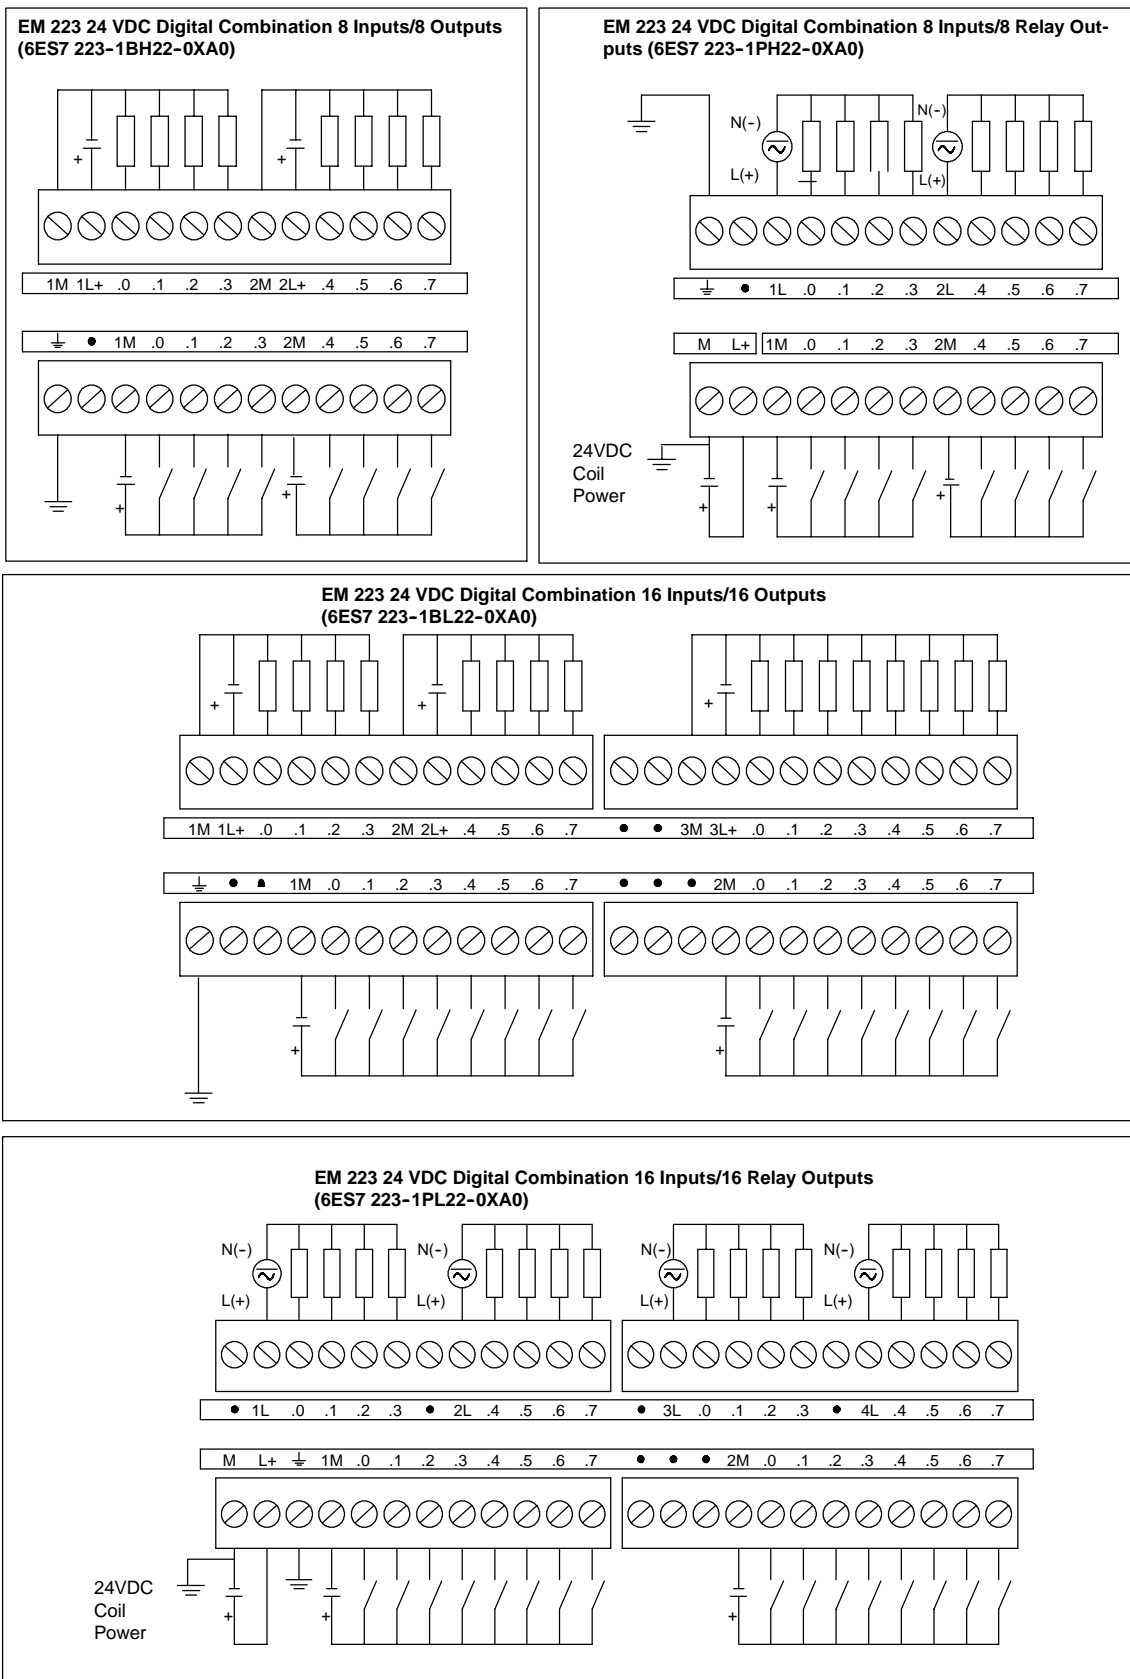 EM 223 24 VDC Digital Combination 8 Inputs/8 Outputs
(6ES7 223-1BH22-0XA0)
+
+
1M 1L+ .0 .1 .2 .3 2M 2L+ .4 .5 .6 .7
● 1M .0 .1 .2 .3 2M .4 .5 .6 .7
+
+
EM 223 24 VDC Digital Combination 8 Inputs/8 Relay Out-
puts (6ES7 223-1PH22-0XA0)
N(-)
N(-)
L(+)
L(+)
● 1L .0 .1 .2 .3 2L .4 .5 .6 .7
M L+ 1M .0 .1 .2 .3 2M .4 .5 .6 .7
24VDC
Coil
Power
+
+
+
EM 223 24 VDC Digital Combination 16 Inputs/16 Outputs
(6ES7 223-1BL22-0XA0)
+
+
+
1M 1L+ .0 .1 .2 .3 2M 2L+ .4 .5 .6 .7 ● ● 3M 3L+ .0 .1 .2 .3 .4 .5 .6 .7
● ● 1M .0 .1 .2 .3 .4 .5 .6 .7 ● ● ● 2M .0 .1 .2 .3 .4 .5 .6 .7
+
+
EM 223 24 VDC Digital Combination 16 Inputs/16 Relay Outputs
(6ES7 223-1PL22-0XA0)
N(-) N(-) N(-) N(-)
L(+) L(+) L(+) L(+)
● 1L .0 .1 .2 .3 ● 2L .4 .5 .6 .7 ● 3L .0 .1 .2 .3 ● 4L .4 .5 .6 .7
M L+ 1M .0 .1 .2 .3 .4 .5 .6 .7 ● ● ● 2M .0 .1 .2 .3 .4 .5 .6 .7
24VDC
Coil
Power
+
+
+